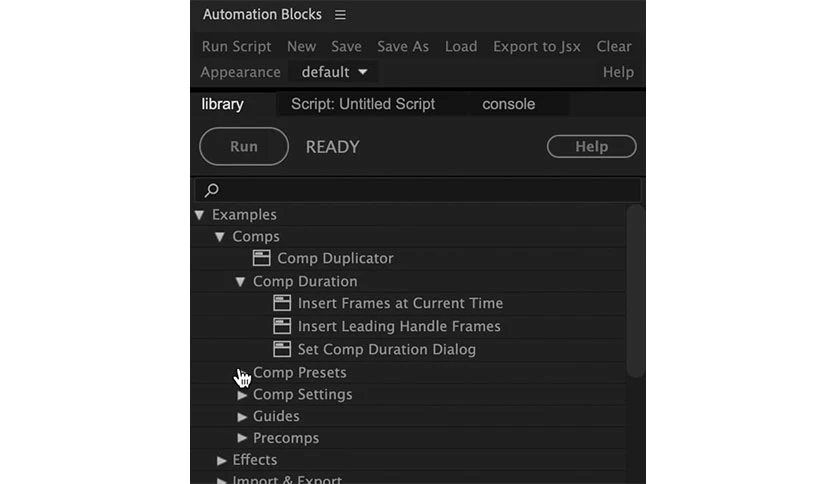 Automation Blocks
Run Script New Save Save As Load Export to Jsx Clear
Appearance default Help
library Script: Untitled Script console
Run READY Help
Examples
Comps
Comp Duplicator
Comp Duration
Insert Frames at Current Time
Insert Leading Handle Frames
Set Comp Duration Dialog
Comp Presets
Comp Settings
Guides
Precomps
Effects
Import & Export